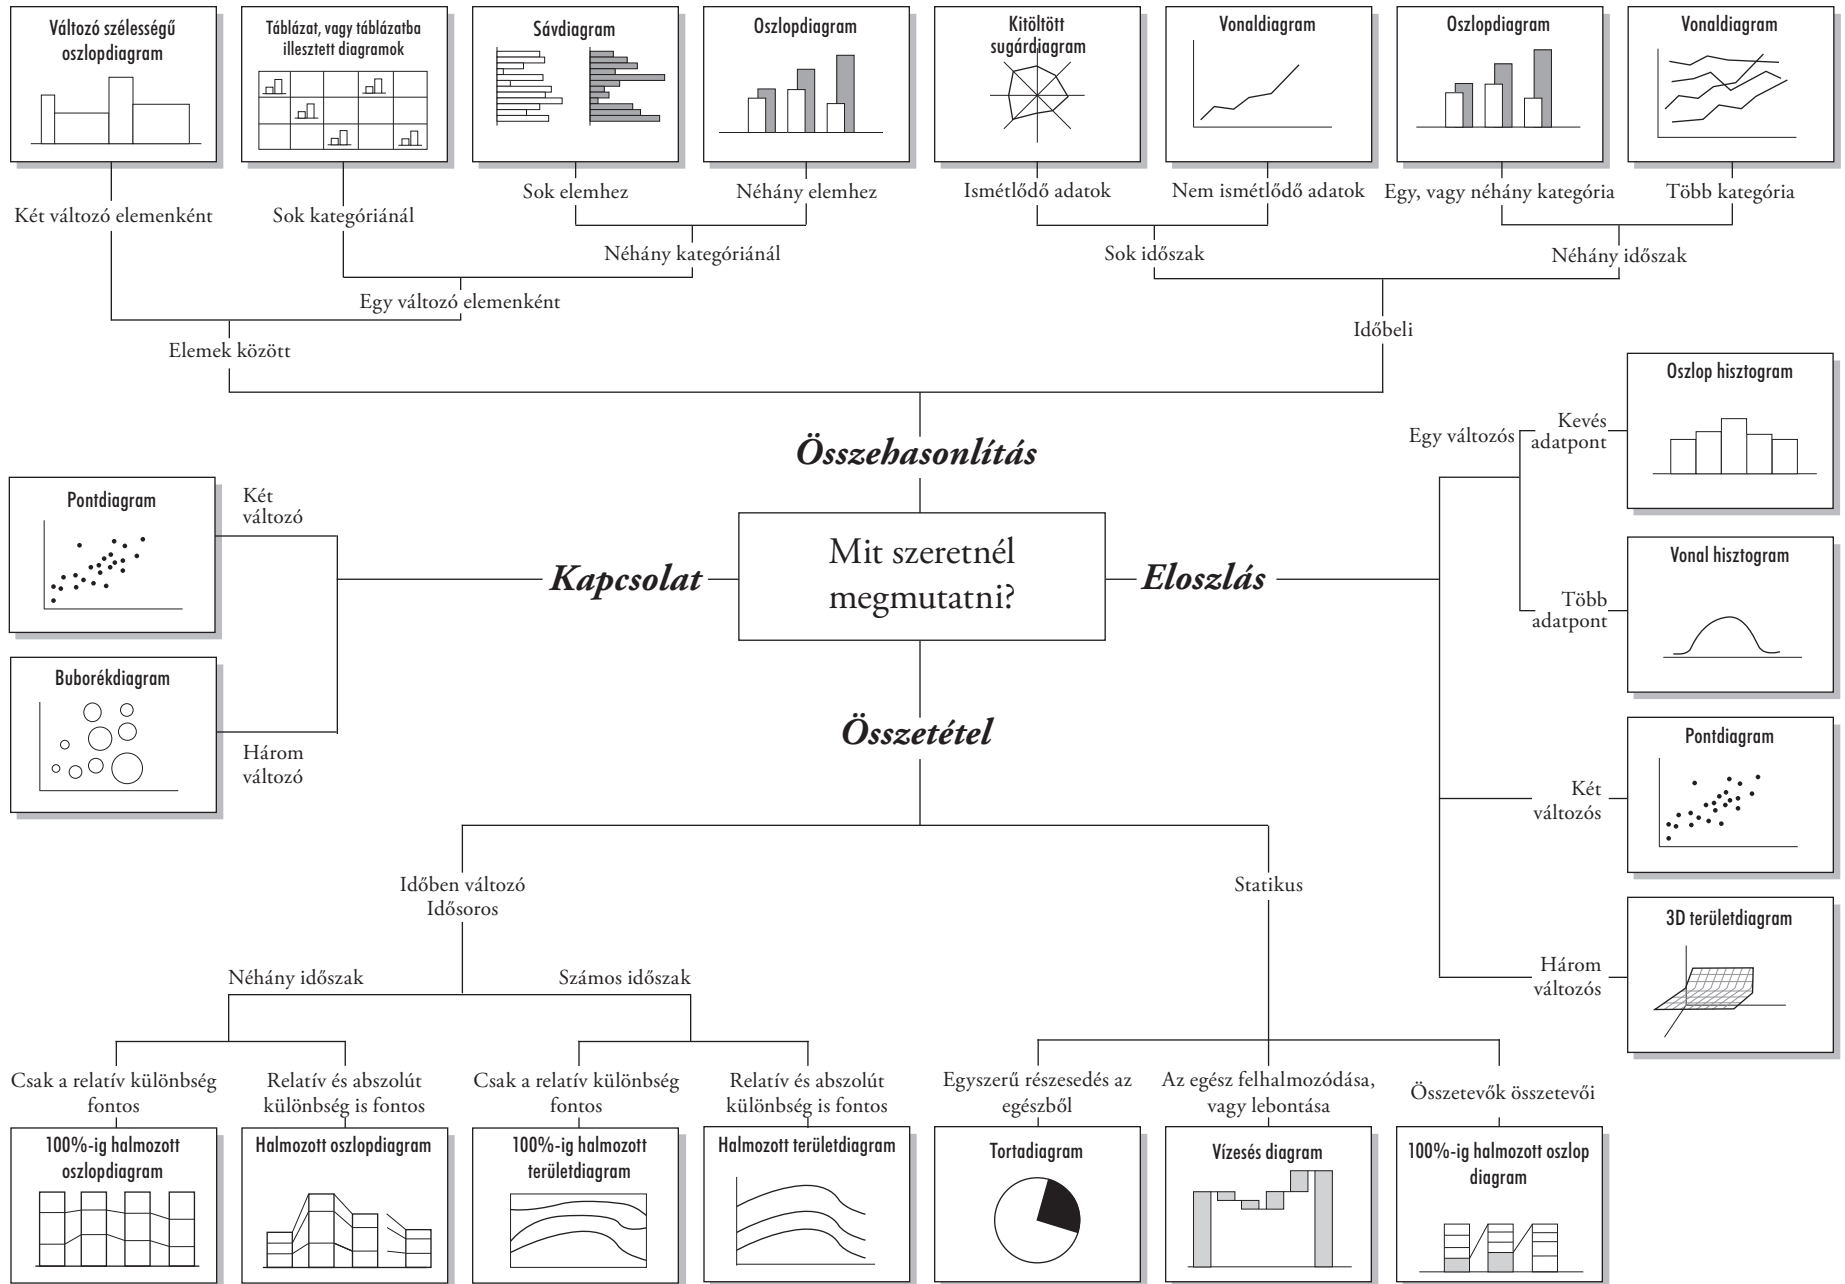 Változó szélességű
oszlopdiagram
Táblázat, vagy táblázatba
illesztett diagramok
Sávdiagram
Oszlopdiagram
Kitöltött
sugárdiagram
Vonaldiagram
Oszlopdiagram
Vonaldiagram
Két változó elemenként
Sok kategóriánál
Sok elemhez
Néhány elemhez
Ismétlődő adatok
Nem ismétlődő adatok
Egy, vagy néhány kategória
Több kategória
Néhány kategóriánál
Sok időszak
Néhány időszak
Egy változó elemenként
Időbeli
Elemek között
Összehasonlítás
Egy változós
Kevés
adatpont
Oszlop hisztogram
Pontdiagram
Két
változó
Kapcsolat
Mit szeretnél
megmutatni?
Eloszlás
Több
adatpont
Vonal hisztogram
Buborékdiagram
Három
változó
Összetétel
Két
változós
Pontdiagram
Három
változós
3D területdiagram
Időben változó
Idősoros
Statikus
Néhány időszak
Számos időszak
Csak a relatív különbség
fontos
Relatív és abszolút
különbség is fontos
Csak a relatív különbség
fontos
Relatív és abszolút
különbség is fontos
Egyszerű részesedés az
egészből
Az egész felhalmozódása,
vagy lebontása
Összetevők összetevői
100%-ig halmozott
oszlopdiagram
Halmozott oszlopdiagram
100%-ig halmozott
területdiagram
Halmozott területdiagram
Tortadiagram
Vízesés diagram
100%-ig halmozott oszlop
diagram